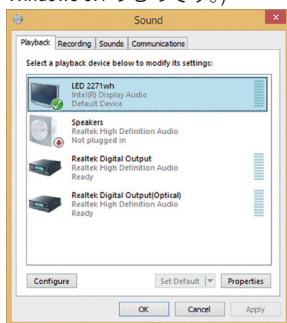 Sound
Playback Recording Sounds Communications
Select a playback device below to modify its settings:
LED 2271wh
Intel(R) Display Audio
Default Device
Speakers
Realtek High Definition Audio
Not plugged in
Realtek Digital Output
Realtek High Definition Audio
Ready
Realtek Digital Output(Optical)
Realtek High Definition Audio
Ready
Configure Set Default Properties
OK Cancel Apply